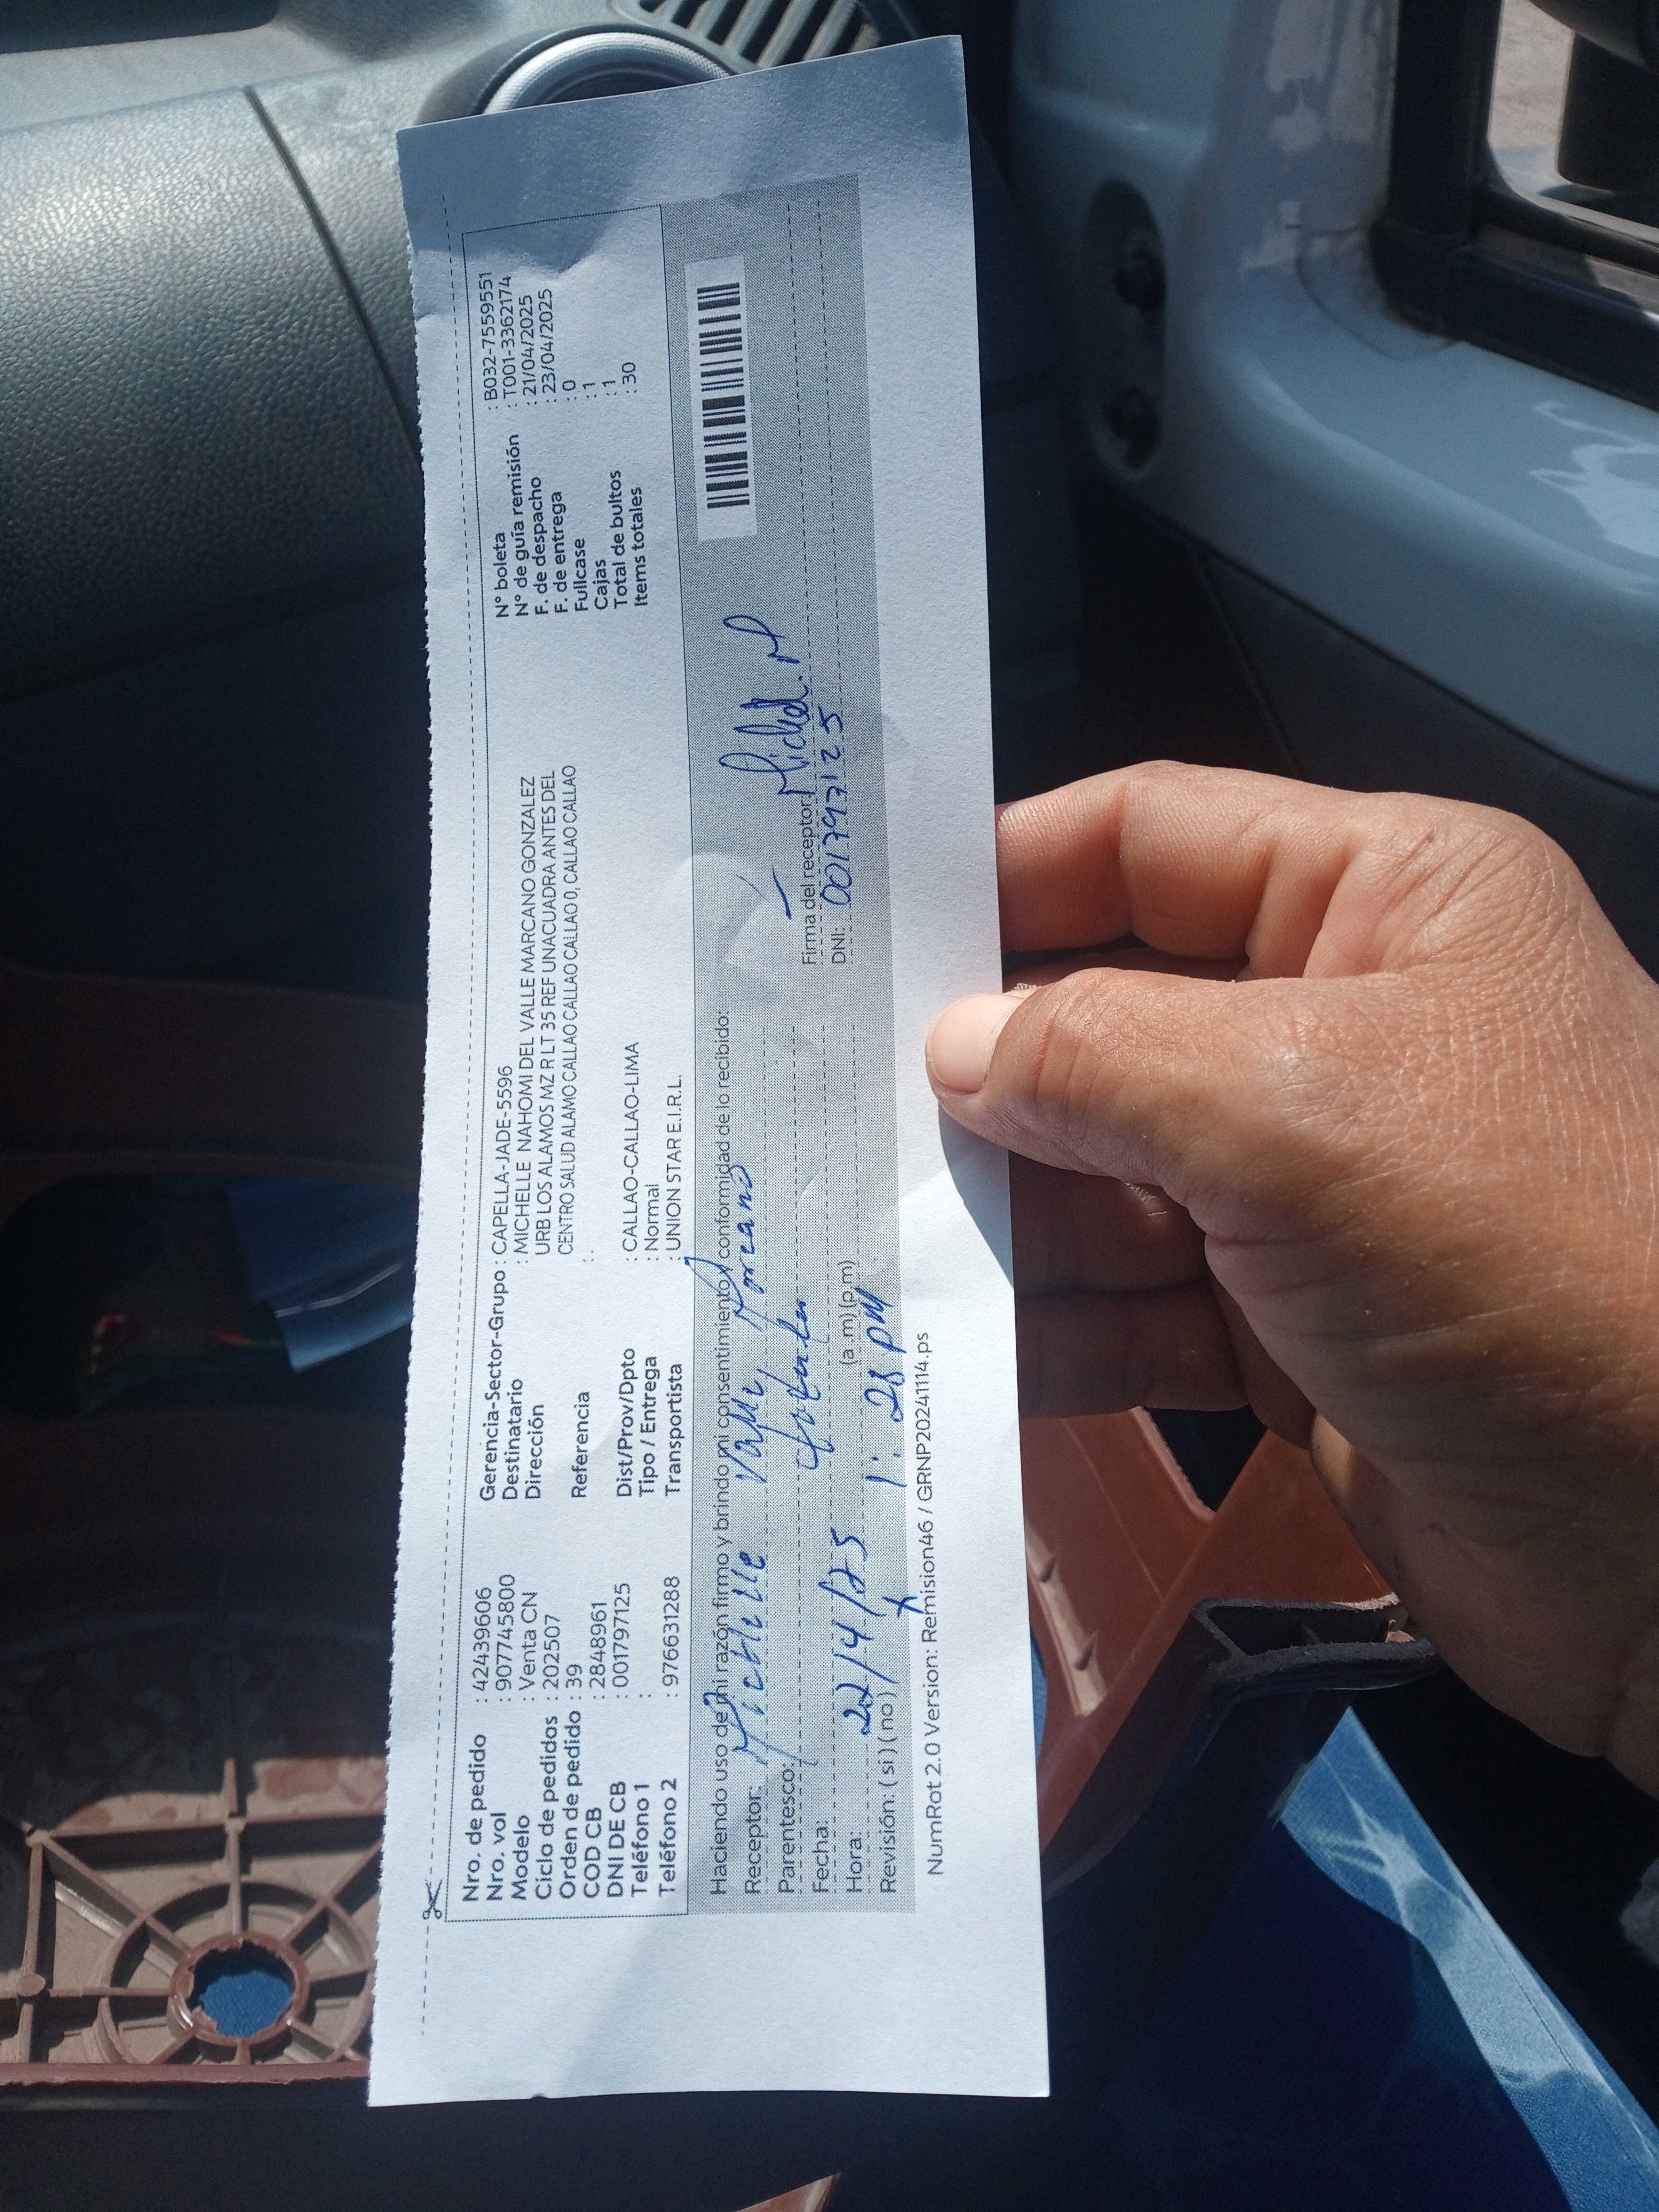 Nro. de pedido : 42439606
Nro. vol : 907745800
Modelo : Venta CN
Ciclo de pedidos : 202507
Orden de pedido : 39
COD CB : 2848961
DNI DE CB : 001797125
Teléfono 1 :
Teléfono 2 : 976631288
Gerencia-Sector-Grupo : CAPELLA-JADE-5596
Destinatario : MICHELLE NAHOMI DEL VALLE MARCANO GONZALEZ
Dirección URB LOS ALAMOS MZ R LT 35 REF UNACUADRA ANTES DEL
CENTRO SALUD ALAMO CALLAO CALLAO CALLAO 0, CALLAO CALLAO
Referencia :.
Dist/Prov/Dpto : CALLAO-CALLAO-LIMA
Tipo / Entrega : Normal
Transportista : UNION STAR E.I.R.L.
N° boleta : B032-7559551
N° de guía remisión : T001-3362174
F. de despacho : 21/04/2025
F. de entrega : 23/04/2025
Fullcase : 0
Cajas : 1
Total de bultos : 1
Items totales : 30
Haciendo uso de mi razón firmo y brindo mi consentimiento y conformidad de lo recibido:
Receptor: Michelle Valle Marcano
Parentesco:
Fecha: 22/4/25
Hora: 1:28 pm (a.m) (p.m)
Revisión: ( si ) ( no )
Firma del receptor:
DNI: 001797125
NumRot 2.0 Version: Remision46 / GRNP20241114.ps